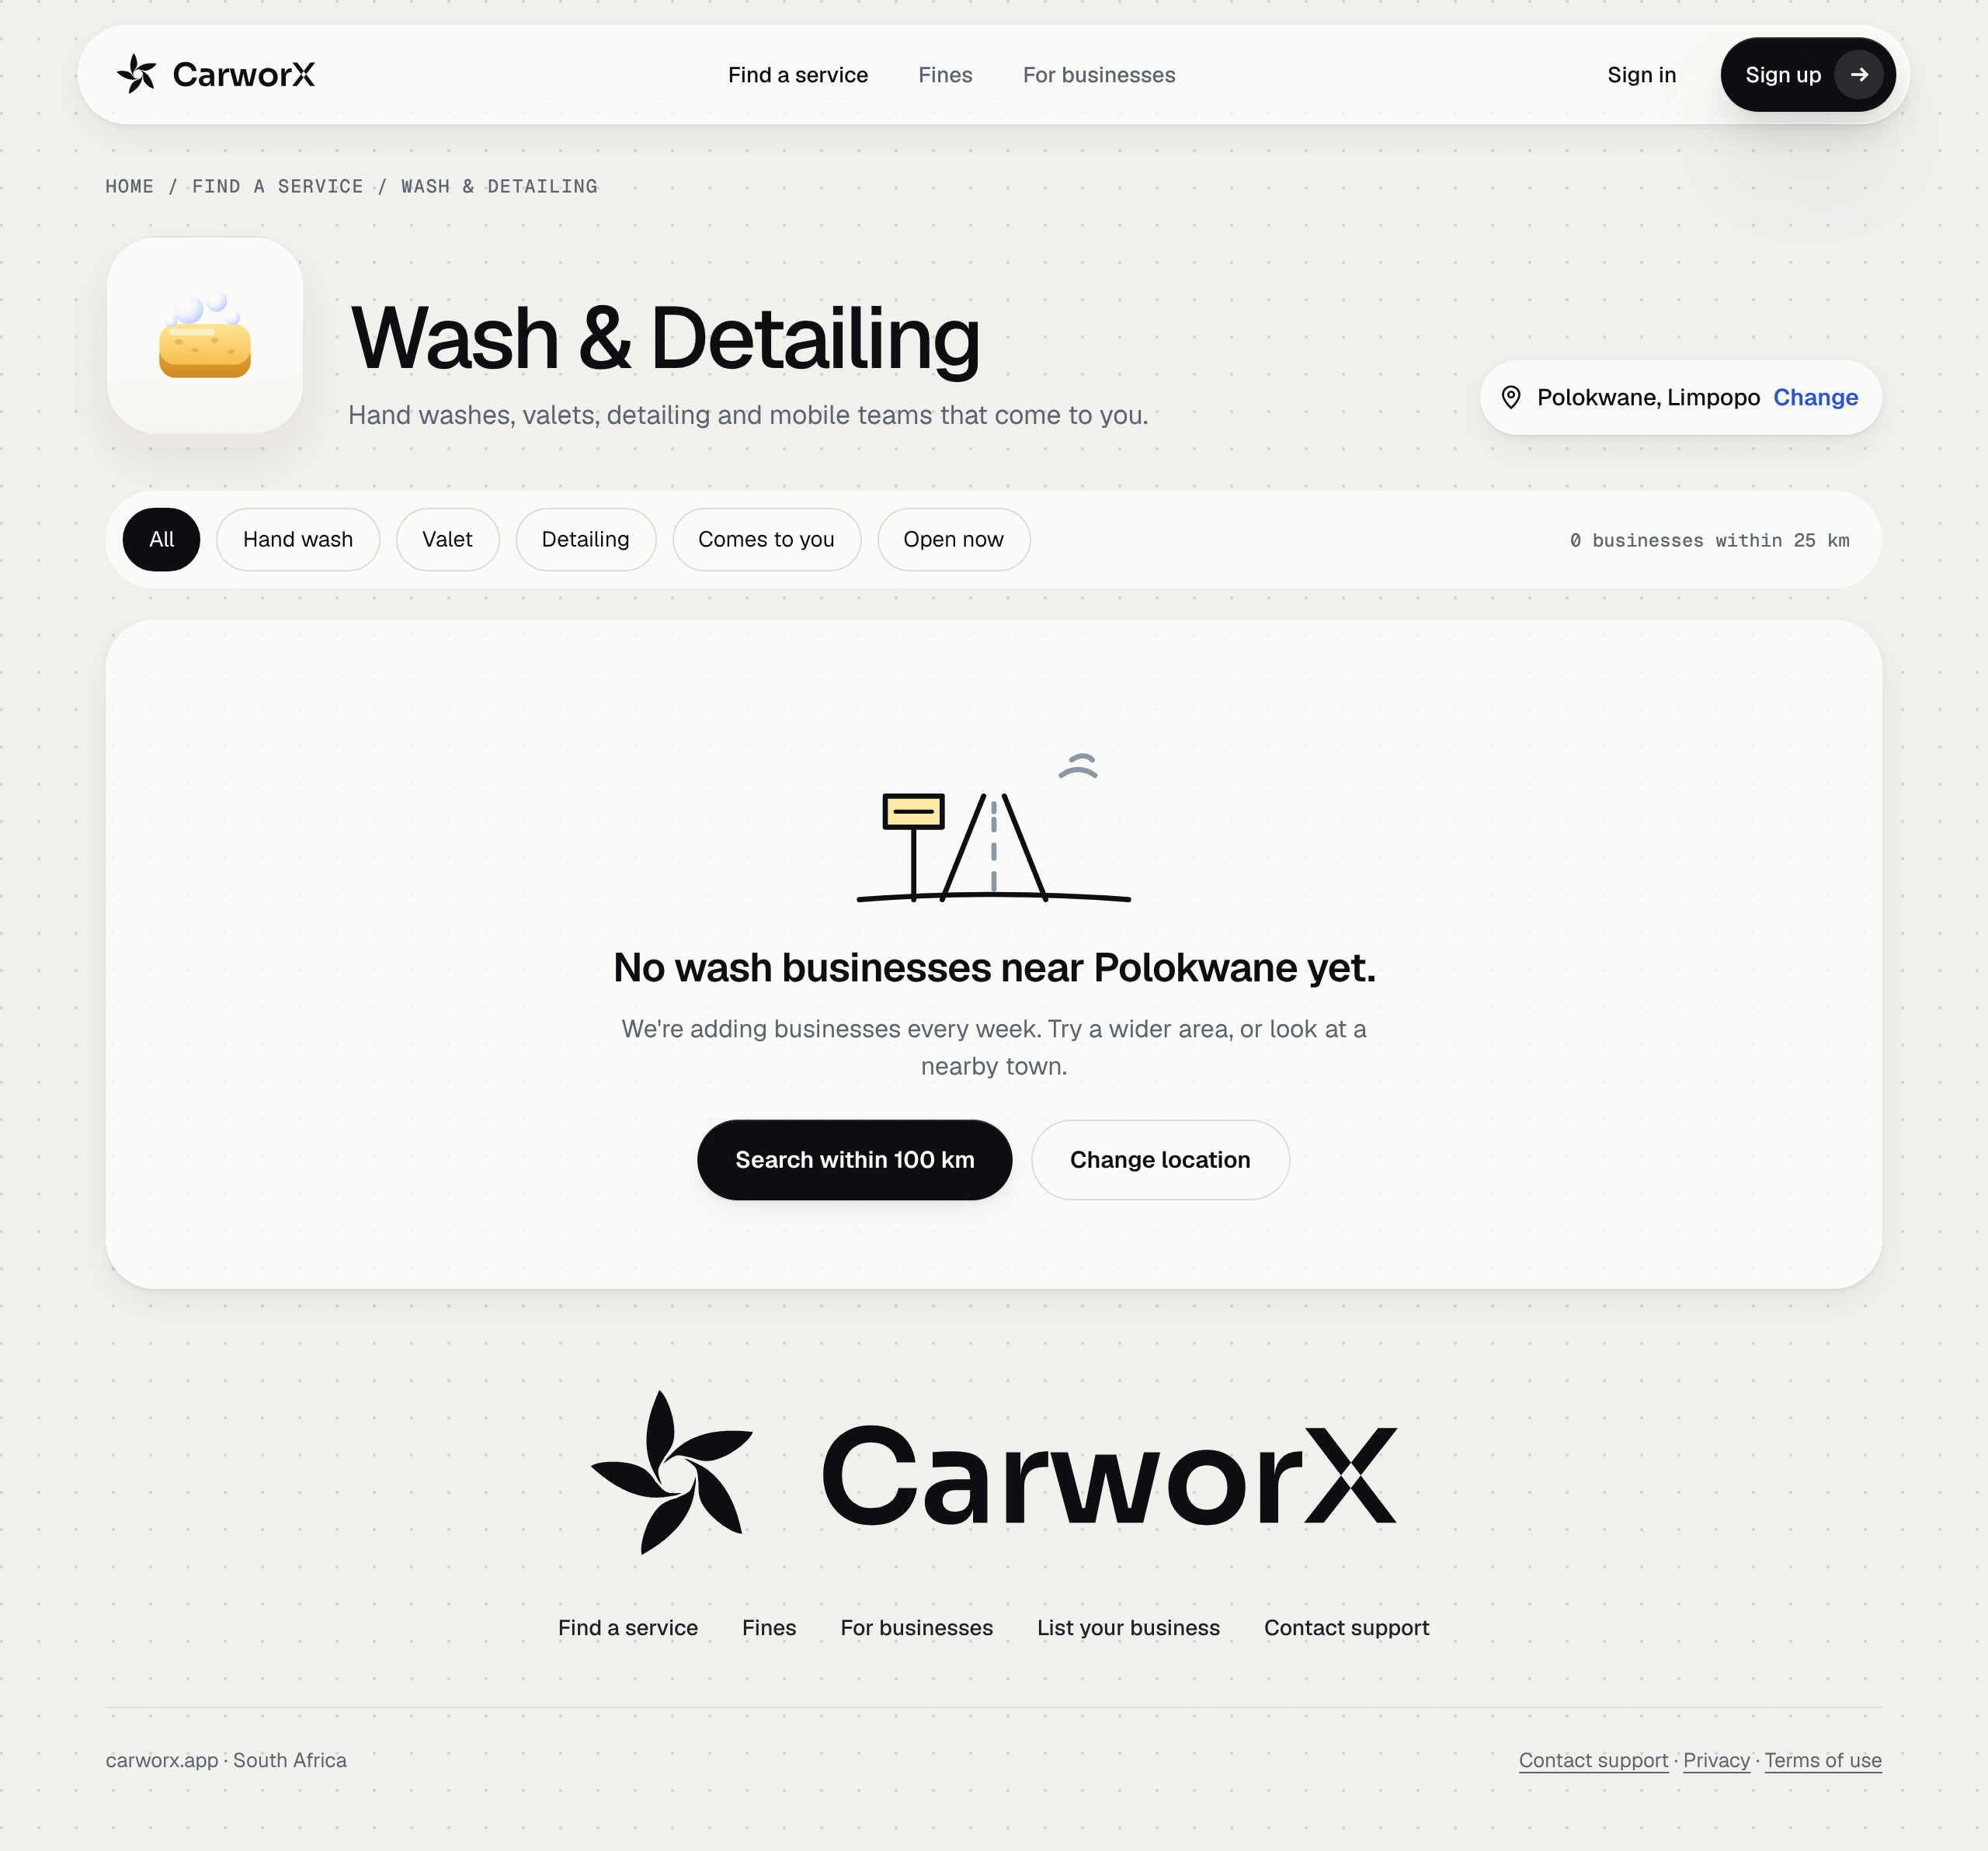 CarworX
Find a service
Fines
For businesses
Sign in
Sign up
HOME / FIND A SERVICE / WASH & DETAILING
Wash & Detailing
Hand washes, valets, detailing and mobile teams that come to you.
Polokwane, Limpopo Change
All
Hand wash
Valet
Detailing
Comes to you
Open now
0 businesses within 25 km
No wash businesses near Polokwane yet.
We're adding businesses every week. Try a wider area, or look at a
nearby town.
Search within 100 km
Change location
CarworX
Find a service
Fines
For businesses
List your business
Contact support
carworx.app · South Africa
Contact support · Privacy · Terms of use